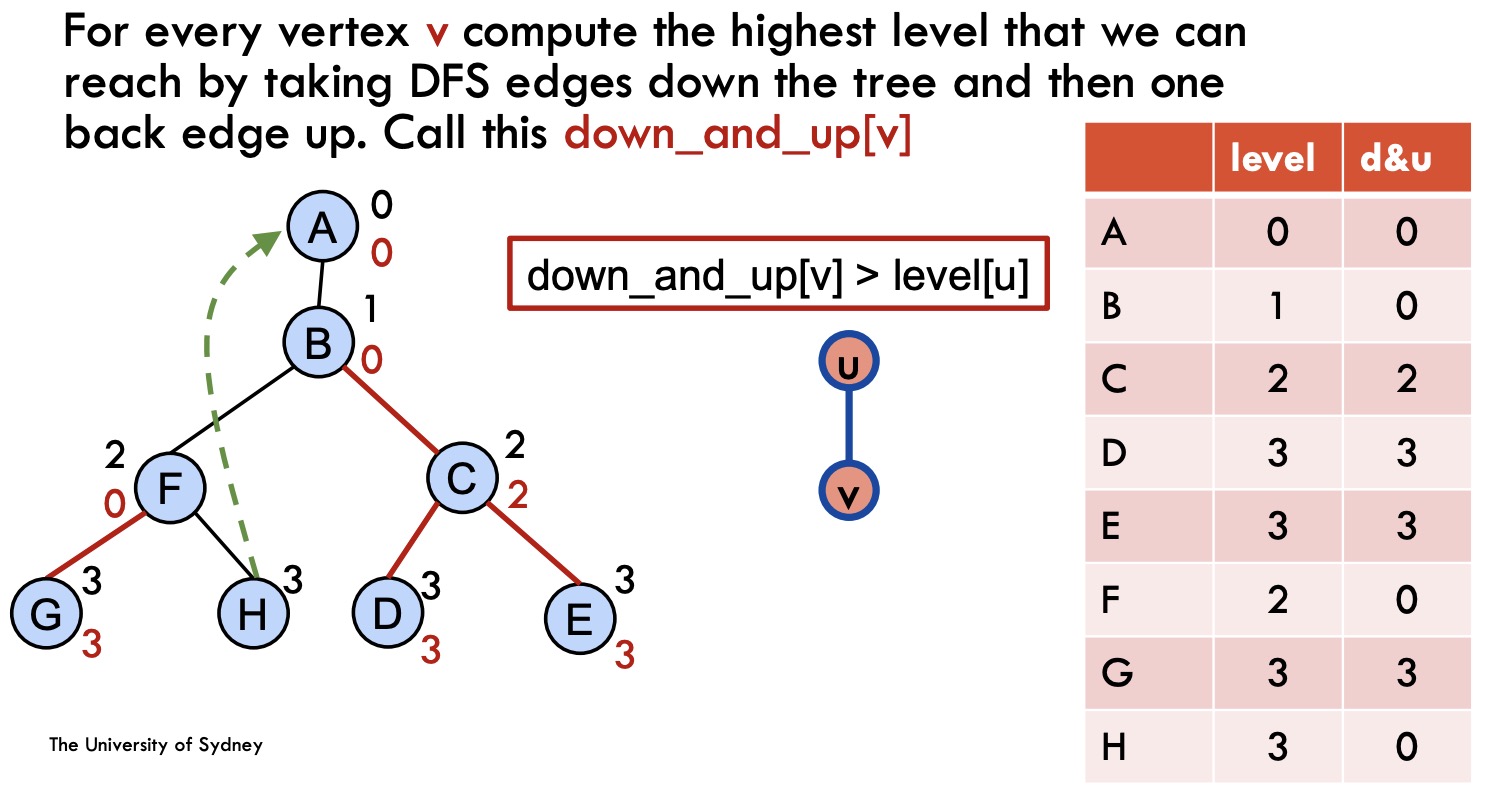 For every vertex v compute the highest level that we can
reach by taking DFS edges down the tree and then one
back edge up. Call this down_and_up[v]
level d&u
A 0 0
B 1 0
C 2 2
D 3 3
E 3 3
F 2 0
G 3 3
H 3 0
A 0
0
down_and_up[v] > level[u]
B 1
0
u
2 F
0
C 2
2
v
G 3
3
H 3
D 3
3
E 3
3
The University of Sydney